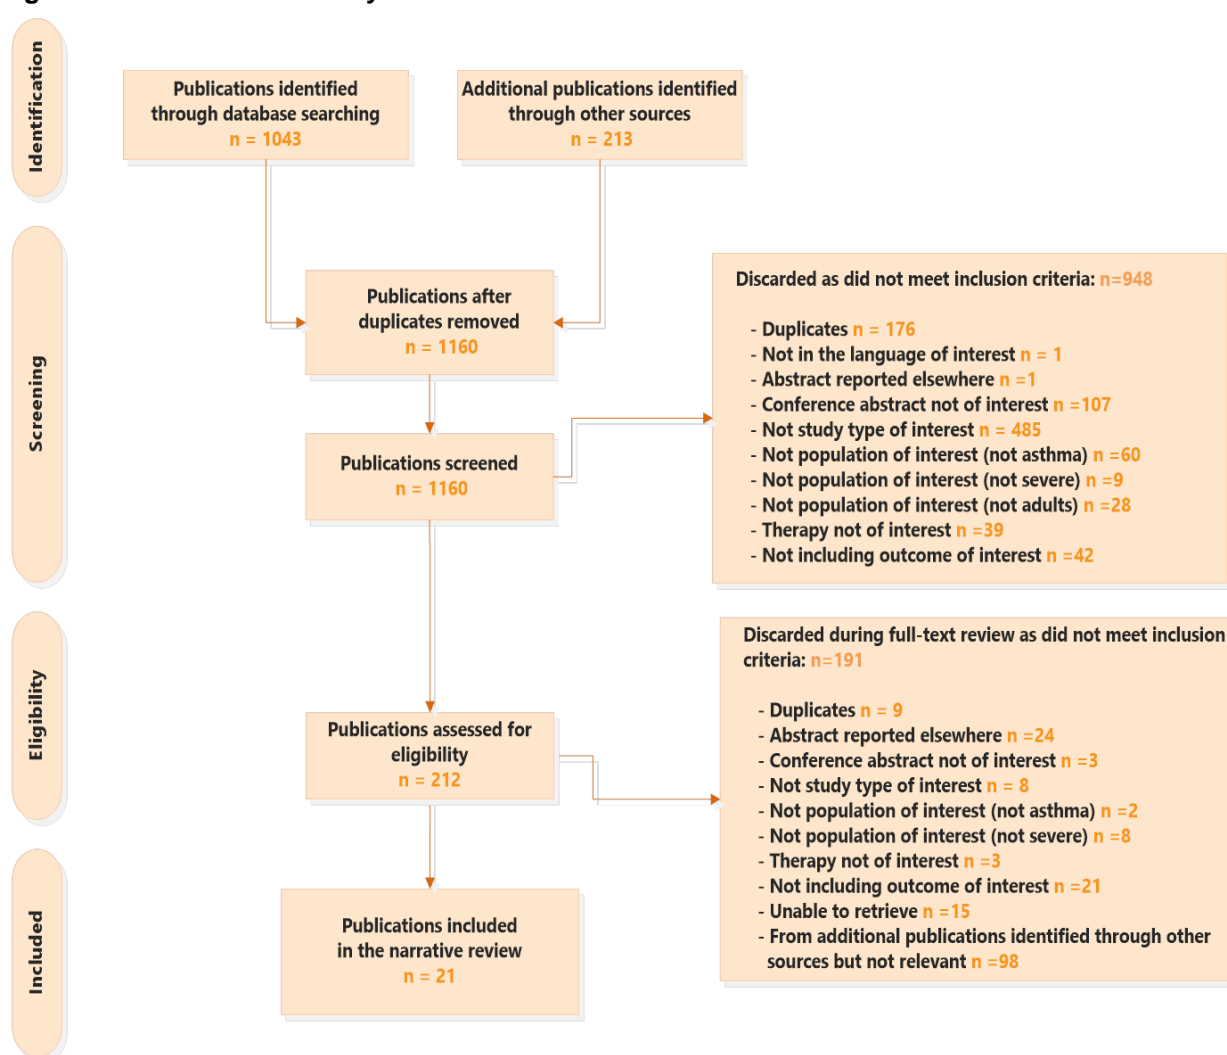 Identification
Publications identified
through database searching
n = 1043
Additional publications identified
through other sources
n = 213
Screening
Publications after
duplicates removed
n = 1160
Publications screened
n = 1160
Discarded as did not meet inclusion criteria: n=948
- Duplicates n = 176
- Not in the language of interest n = 1
- Abstract reported elsewhere n =1
- Conference abstract not of interest n =107
- Not study type of interest n = 485
- Not population of interest (not asthma) n =60
- Not population of interest (not severe) n =9
- Not population of interest (not adults) n =28
- Therapy not of interest n =39
- Not including outcome of interest n =42
Eligibility
Publications assessed for
eligibility
n = 212
Discarded during full-text review as did not meet inclusion
criteria: n=191
- Duplicates n = 9
- Abstract reported elsewhere n =24
- Conference abstract not of interest n =3
- Not study type of interest n = 8
- Not population of interest (not asthma) n =2
- Not population of interest (not severe) n =8
- Therapy not of interest n =3
- Not including outcome of interest n =21
- Unable to retrieve n =15
- From additional publications identified through other
sources but not relevant n =98
Included
Publications included
in the narrative review
n = 21